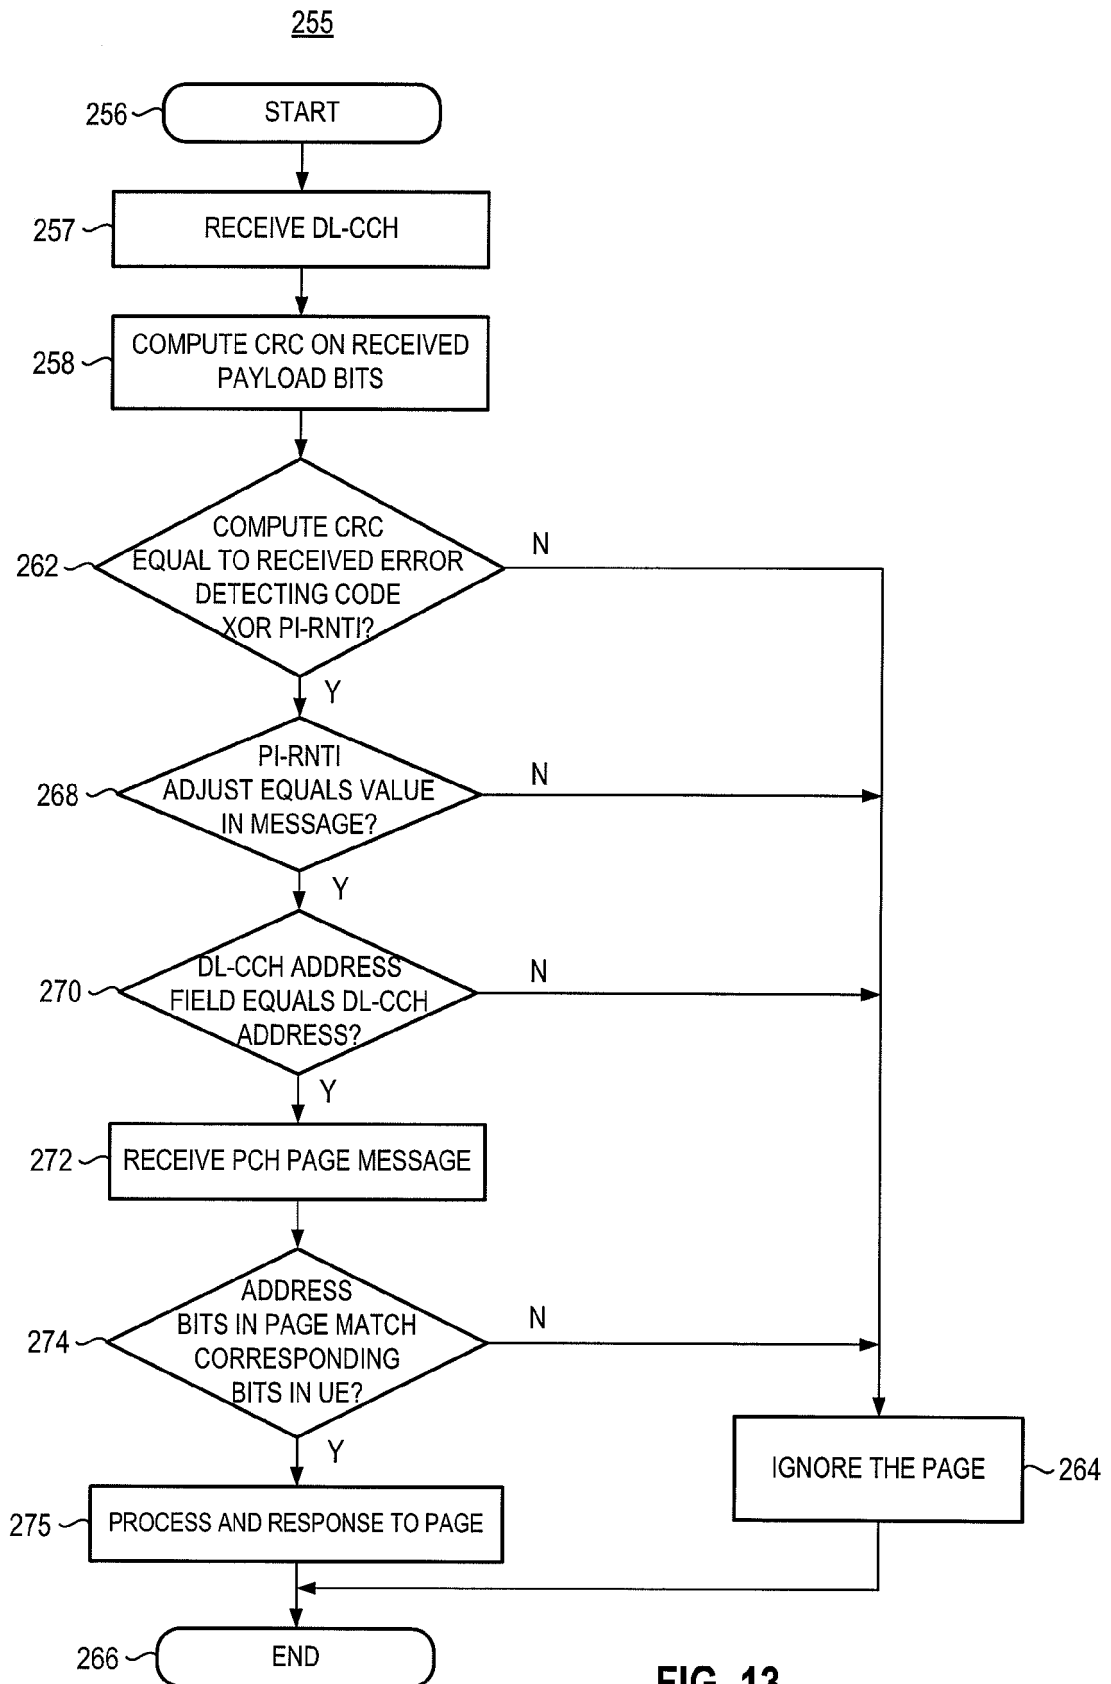 255
256
START
257
RECEIVE DL-CCH
258
COMPUTE CRC ON RECEIVED
PAYLOAD BITS
262
COMPUTE CRC
EQUAL TO RECEIVED ERROR
DETECTING CODE
XOR PI-RNTI?
N
Y
268
PI-RNTI
ADJUST EQUALS VALUE
IN MESSAGE?
N
Y
270
DL-CCH ADDRESS
FIELD EQUALS DL-CCH
ADDRESS?
N
Y
272
RECEIVE PCH PAGE MESSAGE
274
ADDRESS
BITS IN PAGE MATCH
CORRESPONDING
BITS IN UE?
N
Y
IGNORE THE PAGE
264
275
PROCESS AND RESPONSE TO PAGE
266
END
FIG. 13